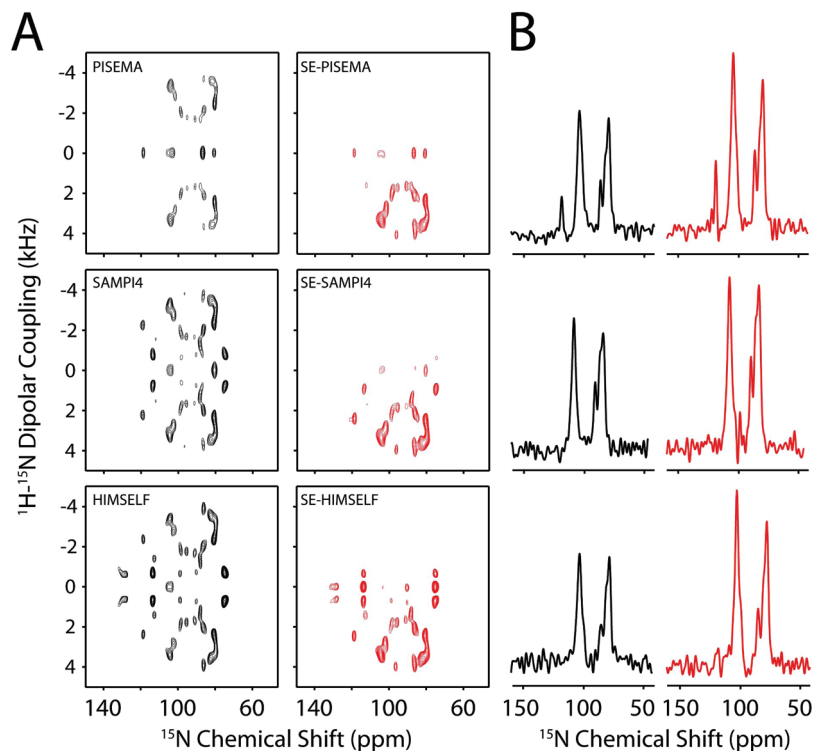 A
B
PISEMA
SE-PISEMA
-4
-2
0
2
4
SAMPI4
SE-SAMPI4
-4
-2
0
2
4
HIMSELF
SE-HIMSELF
-4
-2
0
2
4
¹H-¹⁵N Dipolar Coupling (kHz)
140 100 60 140 100 60 150 100 50 150 100 50
¹⁵N Chemical Shift (ppm) ¹⁵N Chemical Shift (ppm)